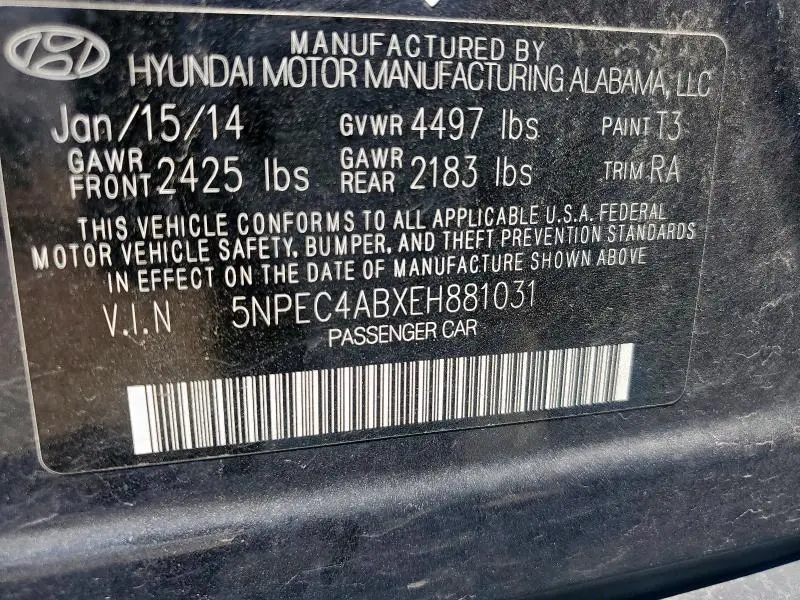 MANUFACTURED BY
HYUNDAI MOTOR MANUFACTURING ALABAMA, LLC
Jan/15/14 GVWR 4497 lbs PAINT T3
GAWR FRONT 2425 lbs GAWR REAR 2183 lbs TRIM RA
THIS VEHICLE CONFORMS TO ALL APPLICABLE U.S.A. FEDERAL
MOTOR VEHICLE SAFETY, BUMPER, AND THEFT PREVENTION STANDARDS
IN EFFECT ON THE DATE OF MANUFACTURE SHOWN ABOVE
V.I.N 5NPEC4ABXEH881031
PASSENGER CAR